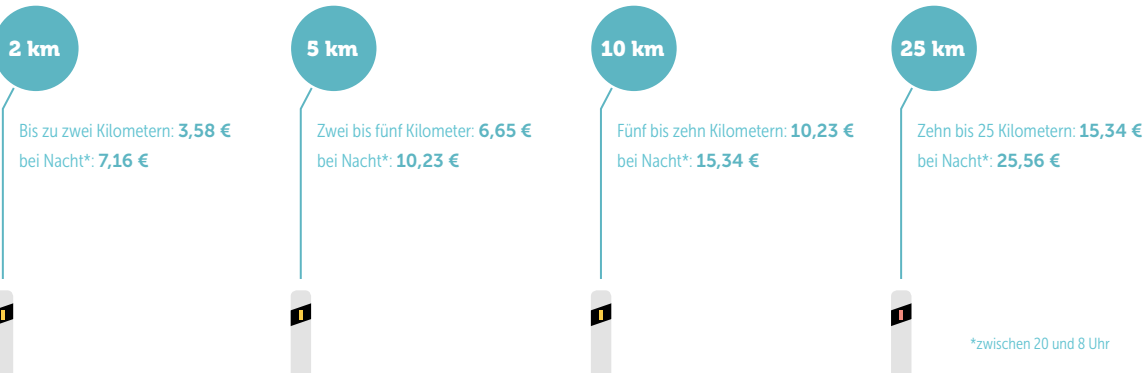 2 km
Bis zu zwei Kilometern: 3,58 €
bei Nacht*: 7,16 €
5 km
Zwei bis fünf Kilometer: 6,65 €
bei Nacht*: 10,23 €
10 km
Fünf bis zehn Kilometern: 10,23 €
bei Nacht*: 15,34 €
25 km
Zehn bis 25 Kilometern: 15,34 €
bei Nacht*: 25,56 €
*zwischen 20 und 8 Uhr